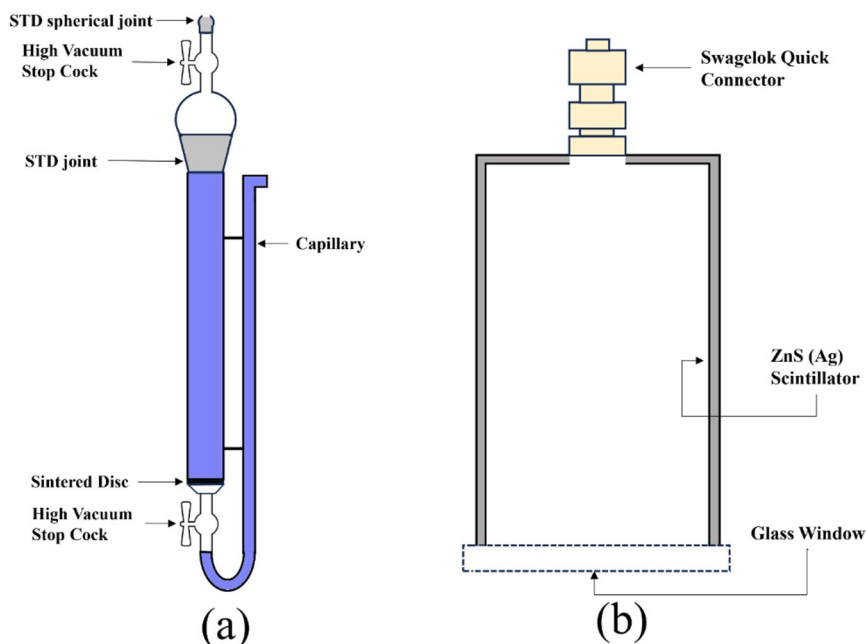 STD spherical joint
High Vacuum
Stop Cock
STD joint
Capillary
Sintered Disc
High Vacuum
Stop Cock
(a)
Swagelok Quick
Connector
ZnS (Ag)
Scintillator
Glass Window
(b)